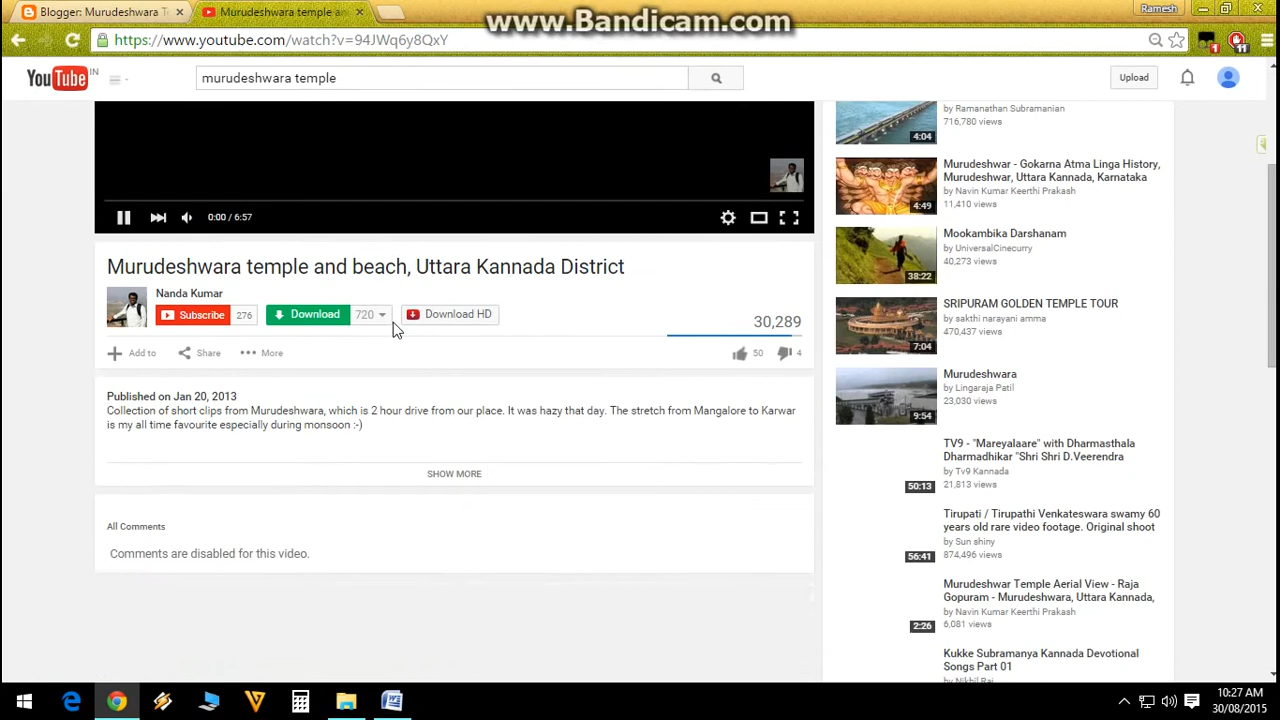 www.Bandicam.com
Blogger: Murudeshwara T
Murudeshwara temple and
Ramesh
https://www.youtube.com/watch?v=94JWq6y8QxY
1
11
YouTube IN
murudeshwara temple
Upload
0:00 / 6:57
Murudeshwara temple and beach, Uttara Kannada District
Nanda Kumar
Subscribe 276
Download 720
Download HD
30,289
Add to
Share
More
50
4
Published on Jan 20, 2013
Collection of short clips from Murudeshwara, which is 2 hour drive from our place. It was hazy that day. The stretch from Mangalore to Karwar
is my all time favourite especially during monsoon :-)
SHOW MORE
All Comments
Comments are disabled for this video.
by Ramanathan Subramanian
716,780 views
4:04
Murudeshwar - Gokarna Atma Linga History,
Murudeshwar, Uttara Kannada, Karnataka
by Navin Kumar Keerthi Prakash
11,410 views
4:49
Mookambika Darshanam
by UniversalCinecurry
40,273 views
38:22
SRIPURAM GOLDEN TEMPLE TOUR
by sakthi narayani amma
470,437 views
7:04
Murudeshwara
by Lingaraja Patil
23,030 views
9:54
TV9 - "Mareyalaare" with Dharmasthala
Dharmadhikar "Shri Shri D.Veerendra
by Tv9 Kannada
21,813 views
50:13
Tirupati / Tirupathi Venkateswara swamy 60
years old rare video footage. Original shoot
by Sun shiny
874,496 views
56:41
Murudeshwar Temple Aerial View - Raja
Gopuram - Murudeshwara, Uttara Kannada,
by Navin Kumar Keerthi Prakash
6,081 views
2:26
Kukke Subramanya Kannada Devotional
Songs Part 01
by Nikhil Raj
10:27 AM
30/08/2015